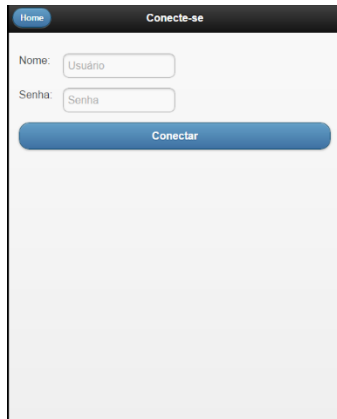 Home Conecte-se
Nome: Usuário
Senha: Senha
Conectar